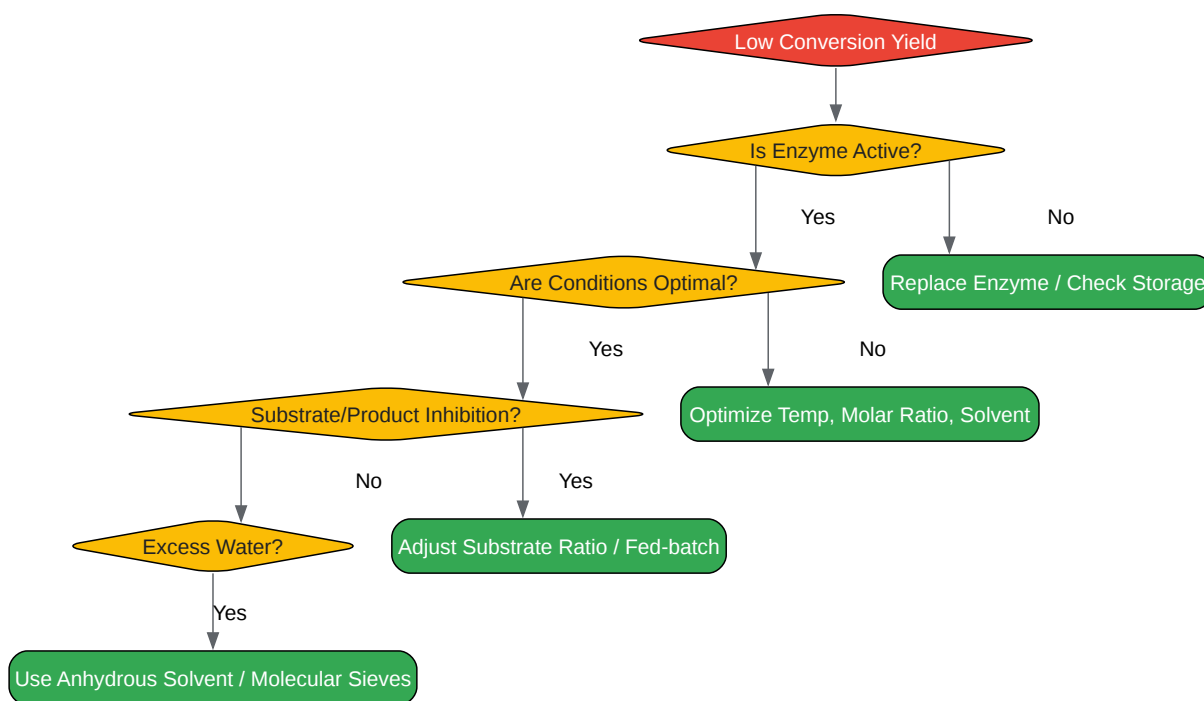 Low Conversion Yield
Is Enzyme Active?
Yes
No
Are Conditions Optimal?
Replace Enzyme / Check Storage
Yes
No
Substrate/Product Inhibition?
Optimize Temp, Molar Ratio, Solvent
No
Yes
Excess Water?
Adjust Substrate Ratio / Fed-batch
Yes
Use Anhydrous Solvent / Molecular Sieves